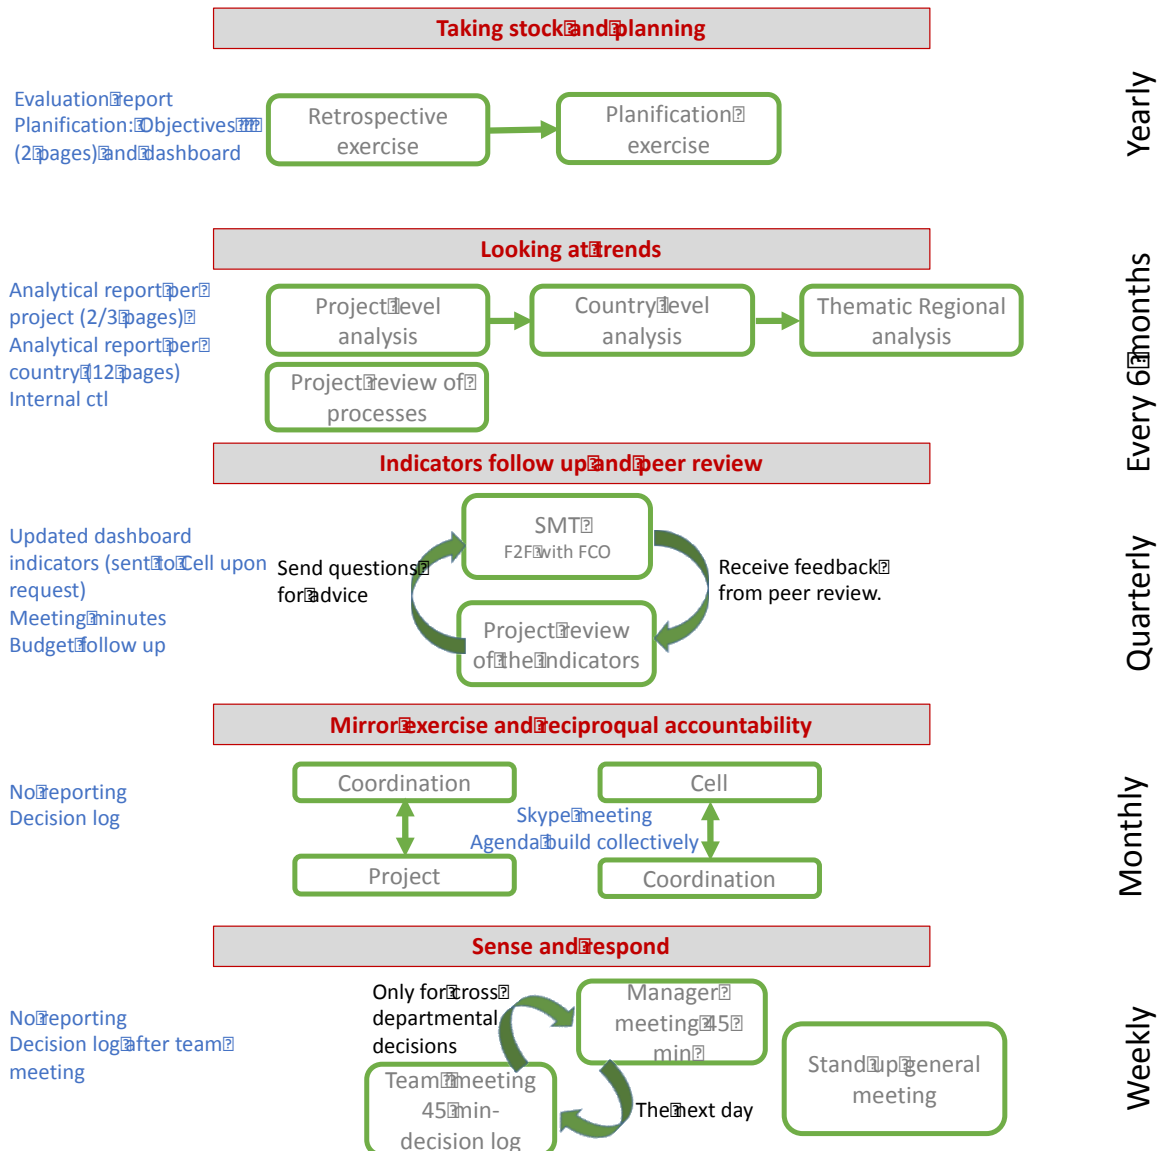 Taking stock and planning
Evaluation report
Planification: Objectives
(2 pages) and dashboard
Retrospective
exercise
Planification
exercise
Yearly
Looking at trends
Analytical report per
project (2/3 pages)
Analytical report per
country (12 pages)
Internal ctl
Project level
analysis
Country level
analysis
Thematic Regional
analysis
Project review of
processes
Every 6 months
Indicators follow up and peer review
Updated dashboard
indicators (sent to Cell upon
request)
Meeting minutes
Budget follow up
Send questions
for advice
SMT
F2F with FCO
Receive feedback
from peer review.
Project review
of the indicators
Quarterly
Mirror exercise and reciproqual accountability
No reporting
Decision log
Coordination
Project
Cell
Skype meeting
Agenda build collectively
Coordination
Monthly
Sense and respond
No reporting
Decision log after team
meeting
Only for cross
departmental
decisions
Manager
meeting 45
min
Team meeting
45 min-
decision log
The next day
Stand up general
meeting
Weekly